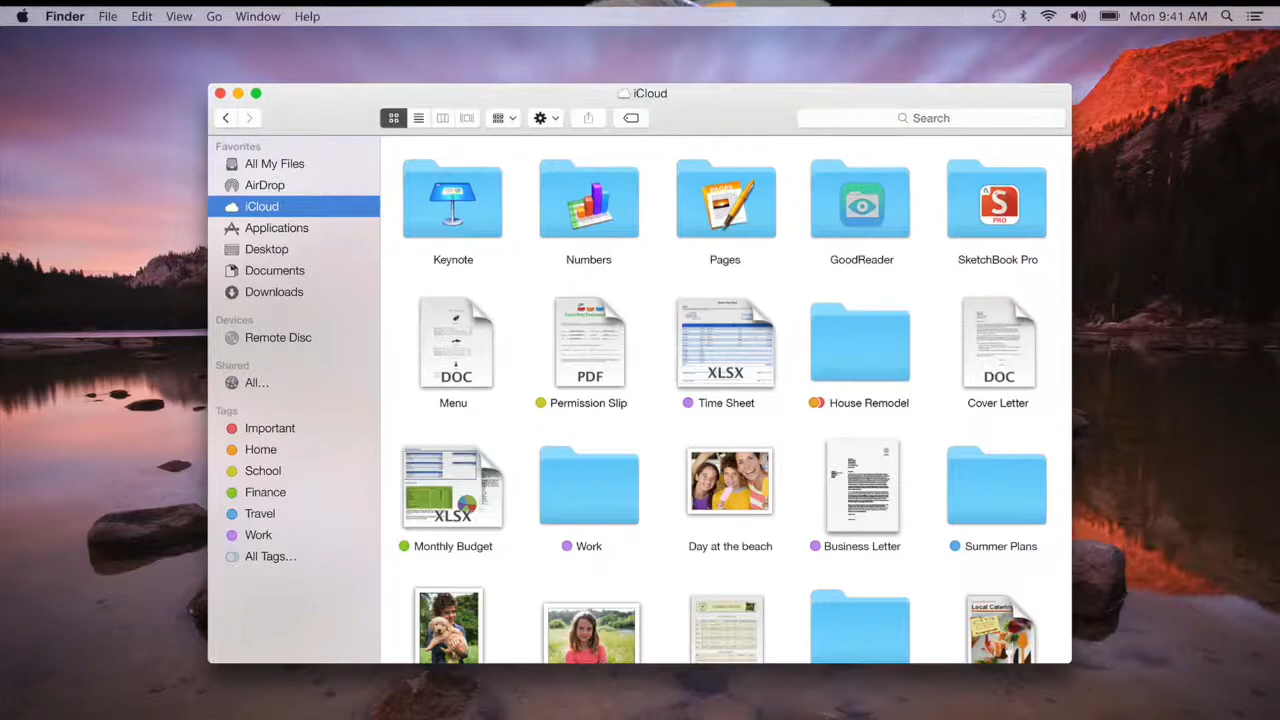 Finder File Edit View Go Window Help Mon 9:41 AM
iCloud
Search
Favorites
All My Files
AirDrop
iCloud
Applications
Desktop
Documents
Downloads
Devices
Remote Disc
Shared
All...
Tags
Important
Home
School
Finance
Travel
Work
All Tags...
Keynote Numbers Pages GoodReader SketchBook Pro
S
PRO
DOC PDF XLSX DOC
Menu Permission Slip Time Sheet House Remodel Cover Letter
XLSX
Monthly Budget Work Day at the beach Business Letter Summer Plans